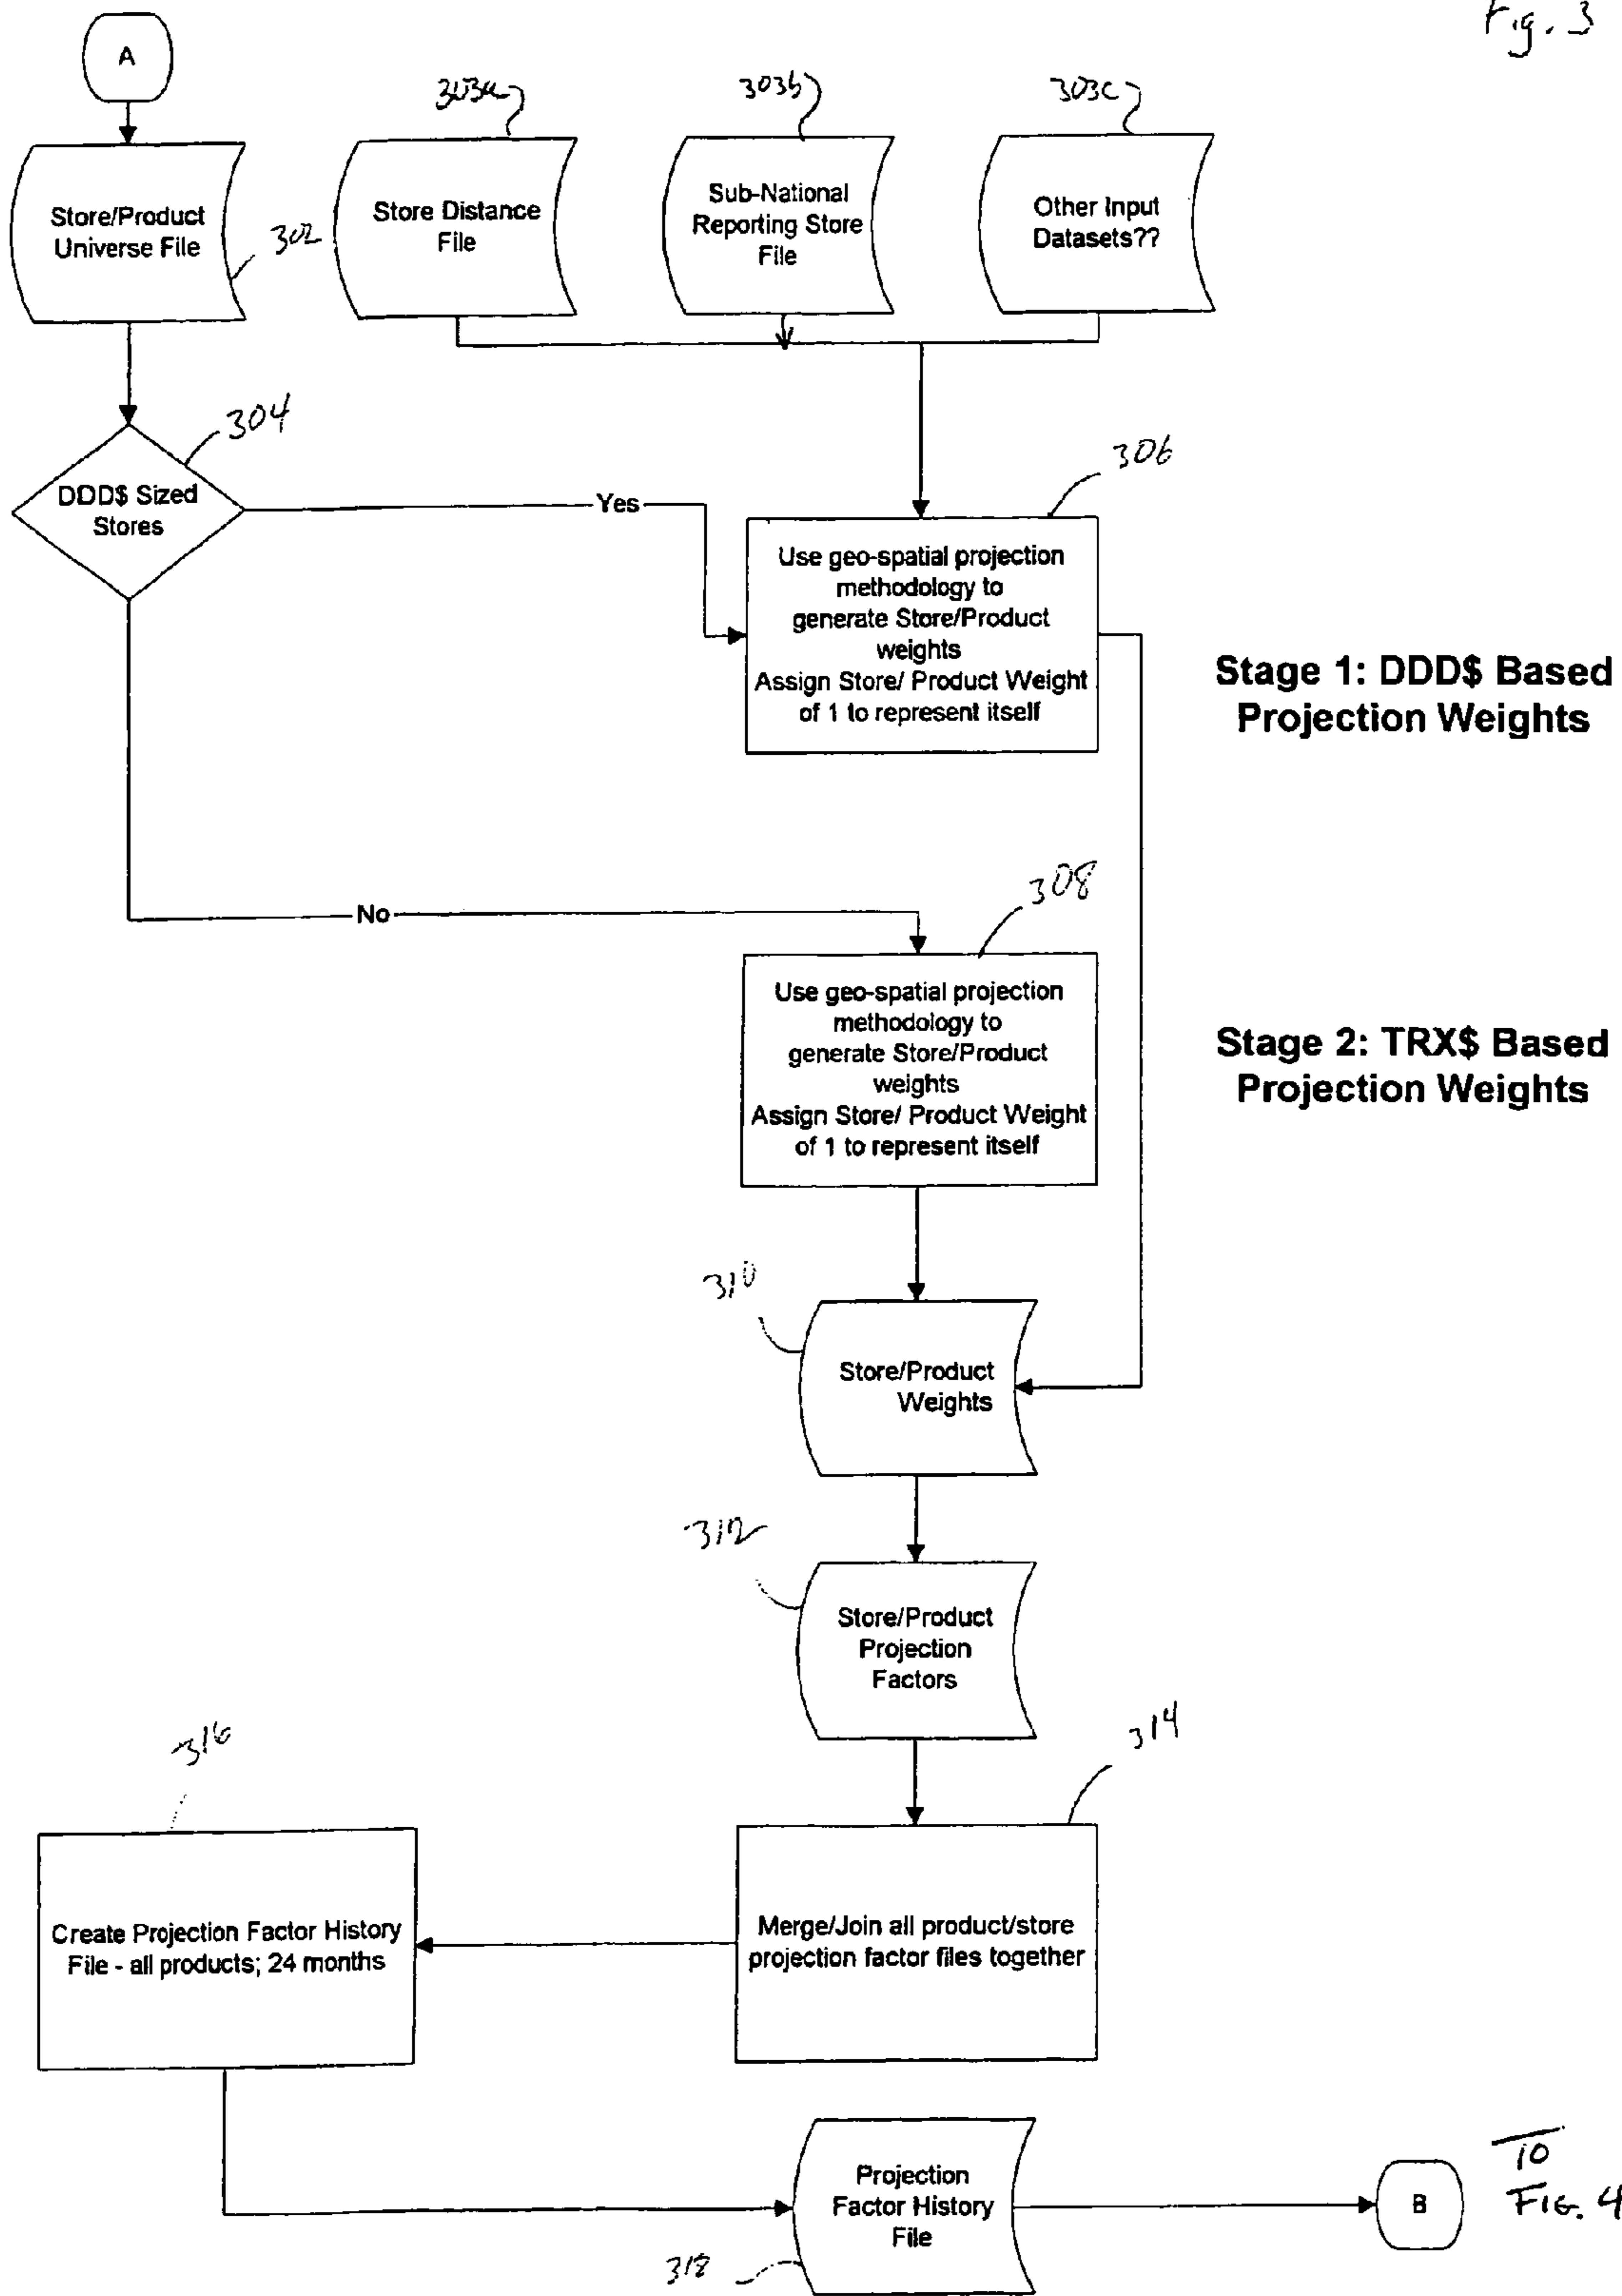 Fig. 3
A
303a
303b
303c
Store/Product
Universe File
302
Store Distance
File
Sub-National
Reporting Store
File
Other Input
Datasets??
304
DDD$ Sized
Stores
Yes
306
Use geo-spatial projection
methodology to
generate Store/Product
weights
Assign Store/ Product Weight
of 1 to represent itself
Stage 1: DDD$ Based
Projection Weights
308
No
Use geo-spatial projection
methodology to
generate Store/Product
weights
Assign Store/ Product Weight
of 1 to represent itself
Stage 2: TRX$ Based
Projection Weights
310
Store/Product
Weights
312
Store/Product
Projection
Factors
316
314
Create Projection Factor History
File - all products; 24 months
Merge/Join all product/store
projection factor files together
Projection
Factor History
File
318
B
TO
FIG. 4